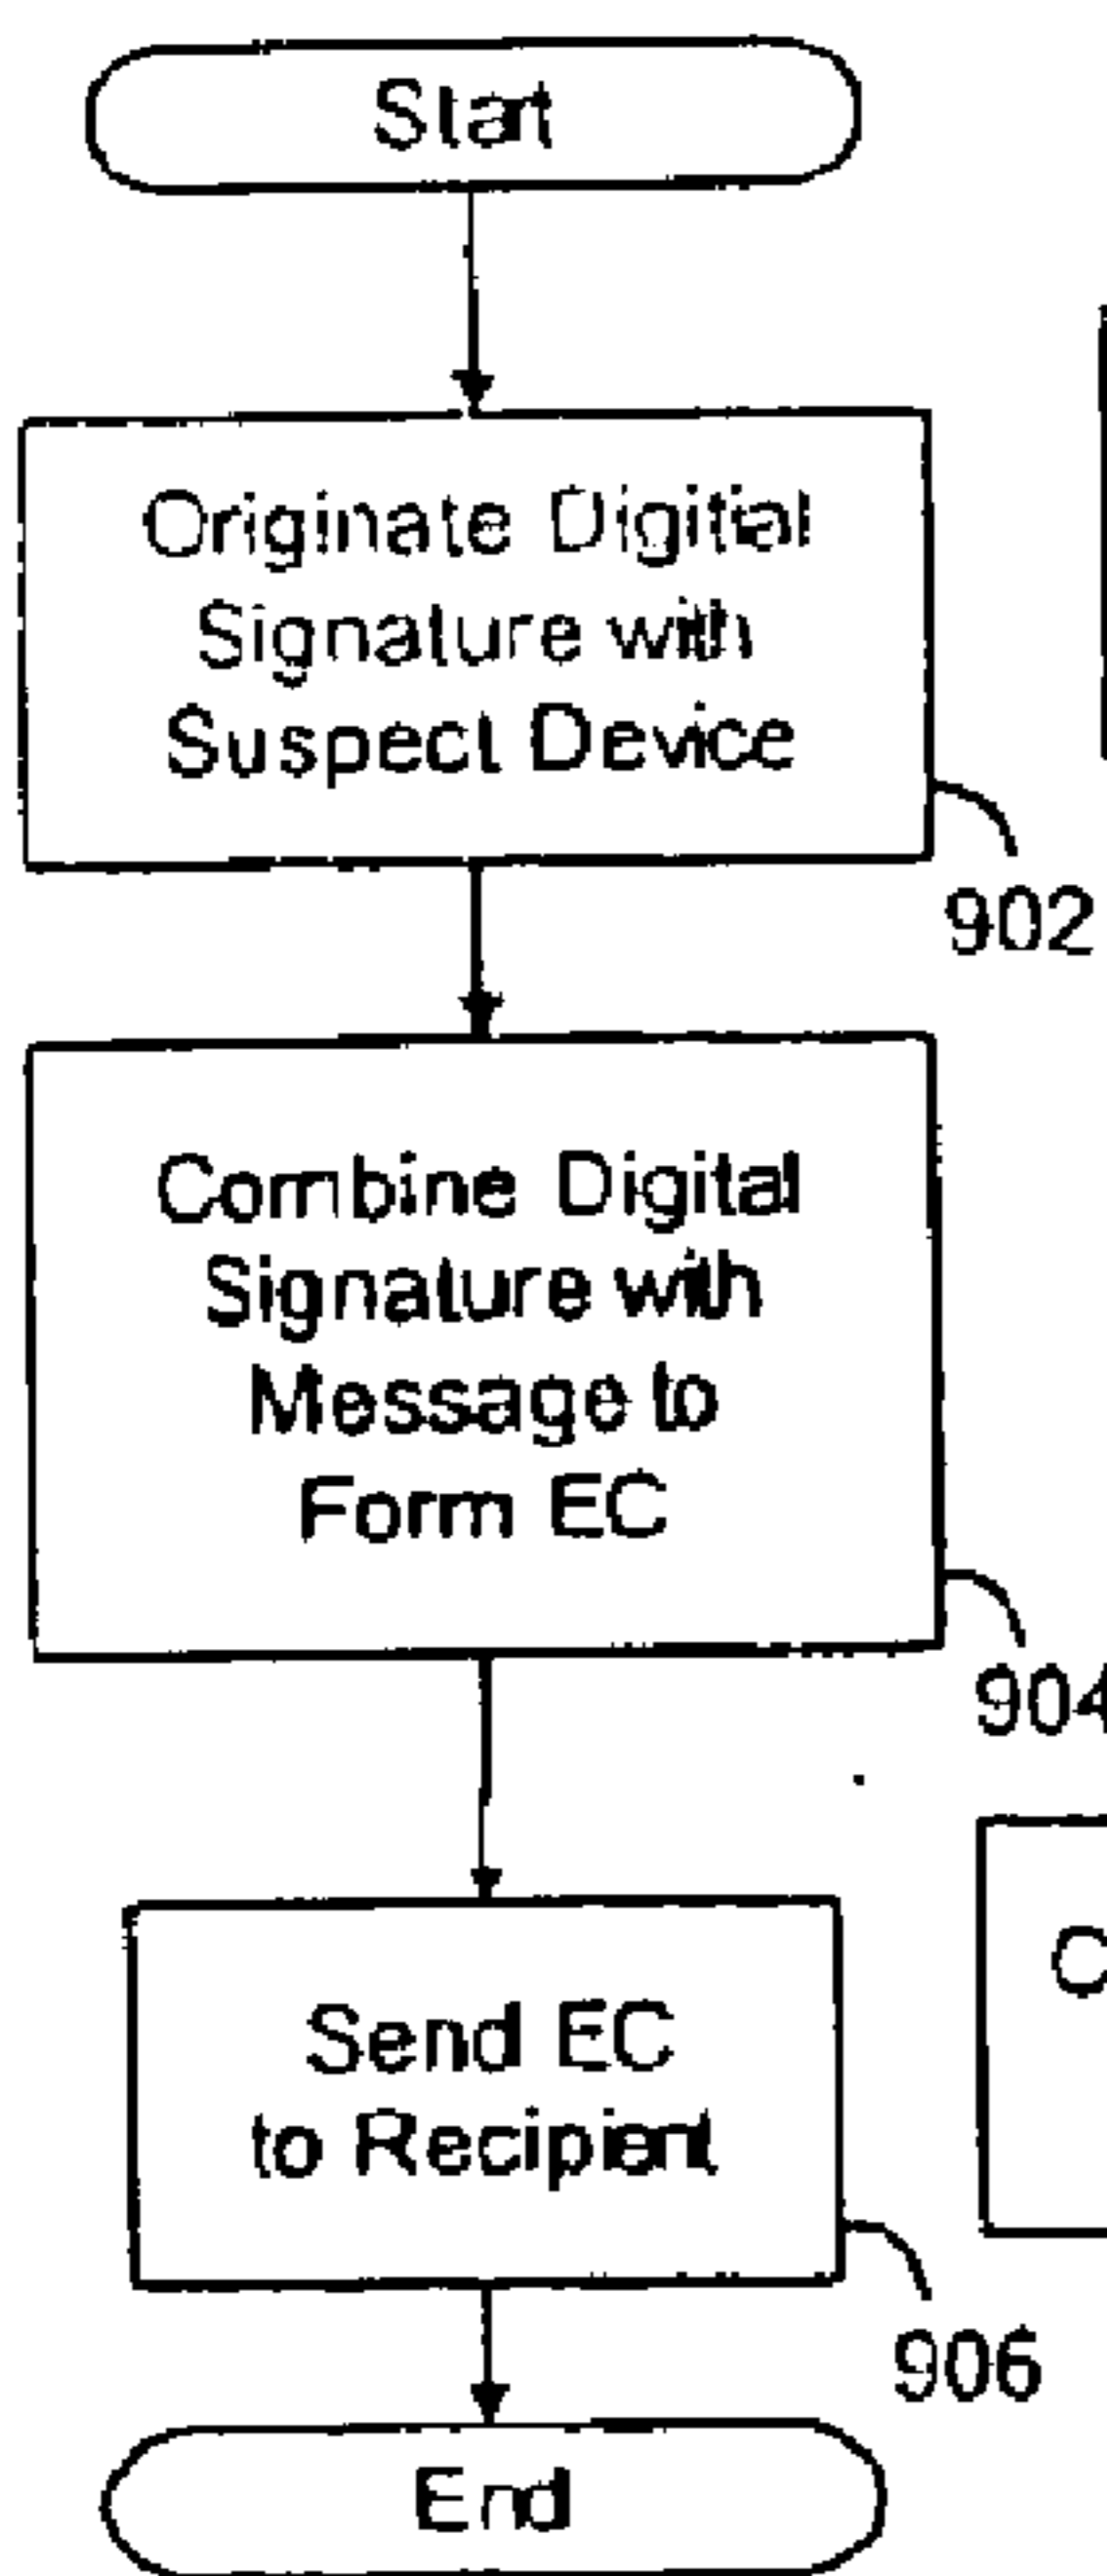 Start
Originate Digitial
Signature with
Suspect Device
902
Combine Digital
Signature with
Message to
Form EC
904
C
Send EC
to Recipient
906
End